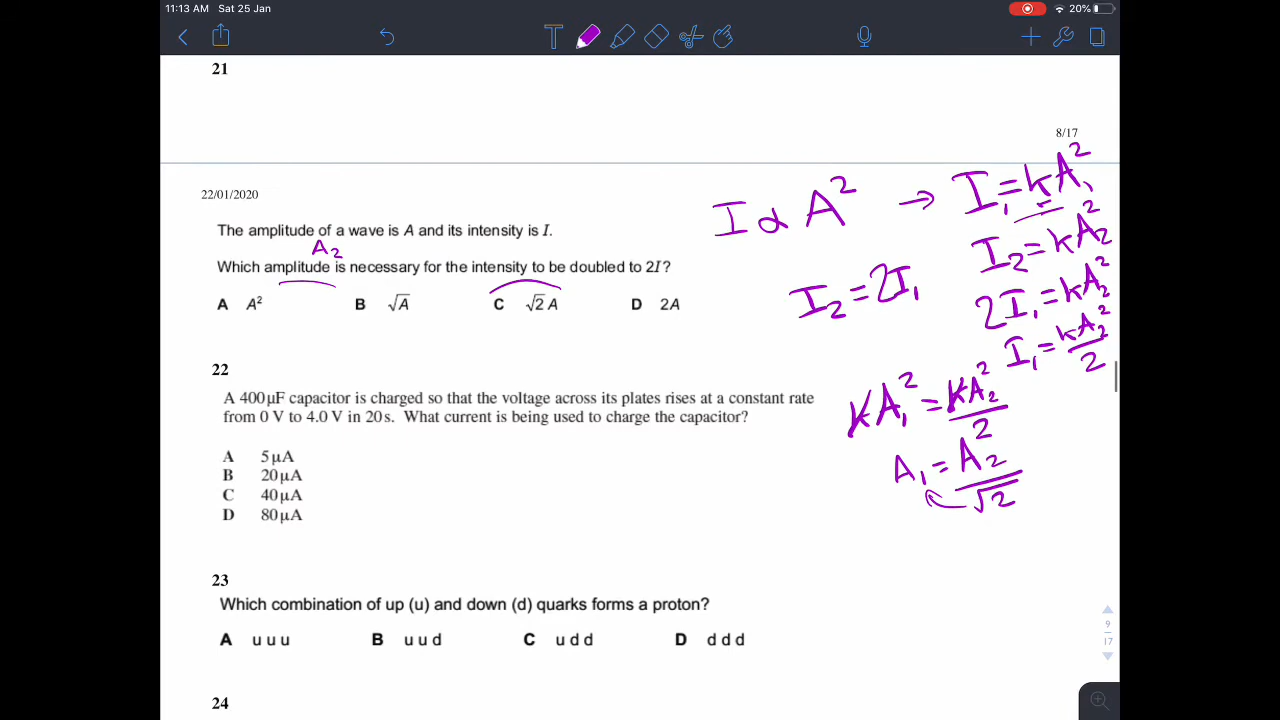 11:13 AM Sat 25 Jan
20%
T
21
8/17
22/01/2020
The amplitude of a wave is A and its intensity is I.
A₂
Which amplitude is necessary for the intensity to be doubled to 2I?
A A² B √A C √2 A D 2A
I ∝ A² → I₁ = kA₁²
I₂ = kA₂²
I₂ = 2I₁
2I₁ = kA₂²
I₁ = kA₂²/2
KA₁² = KA₂²/2
A₁ = A₂/√2
22
A 400 μF capacitor is charged so that the voltage across its plates rises at a constant rate
from 0 V to 4.0 V in 20 s. What current is being used to charge the capacitor?
A 5 μA
B 20 μA
C 40 μA
D 80 μA
23
Which combination of up (u) and down (d) quarks forms a proton?
A u u u B u u d C u d d D d d d
9
17
24